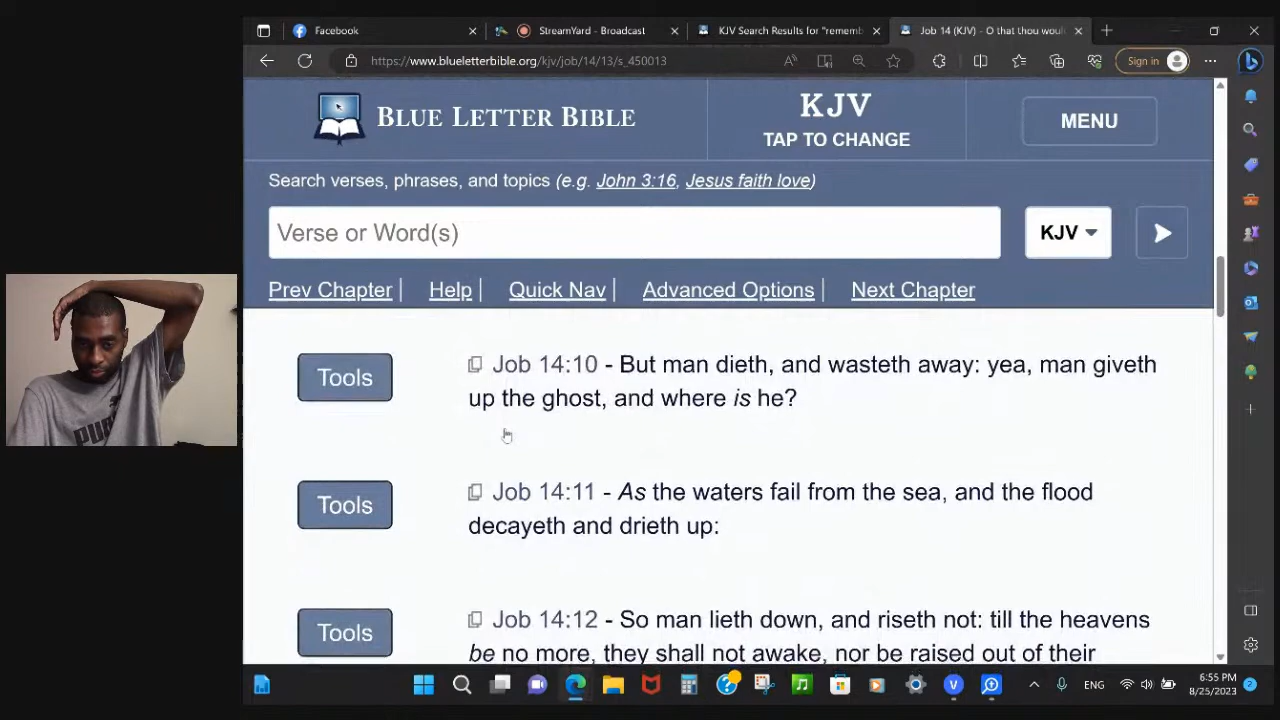 Facebook
StreamYard - Broadcast
KJV Search Results for "rememb
Job 14 (KJV) - O that thou woul
https://www.blueletterbible.org/kjv/job/14/13/s_450013
Sign in
BLUE LETTER BIBLE
KJV
TAP TO CHANGE
MENU
Search verses, phrases, and topics (e.g. John 3:16, Jesus faith love)
Verse or Word(s)
KJV
Prev Chapter | Help | Quick Nav | Advanced Options | Next Chapter
Tools
Job 14:10 - But man dieth, and wasteth away: yea, man giveth
up the ghost, and where is he?
Tools
Job 14:11 - As the waters fail from the sea, and the flood
decayeth and drieth up:
Tools
Job 14:12 - So man lieth down, and riseth not: till the heavens
be no more, they shall not awake, nor be raised out of their
PU
ENG
6:55 PM
8/25/2023
2